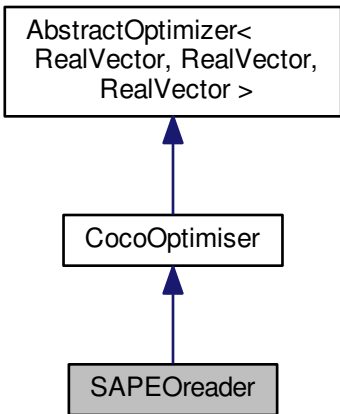 AbstractOptimizer<
RealVector, RealVector,
RealVector >
CocoOptimiser
SAPEOreader